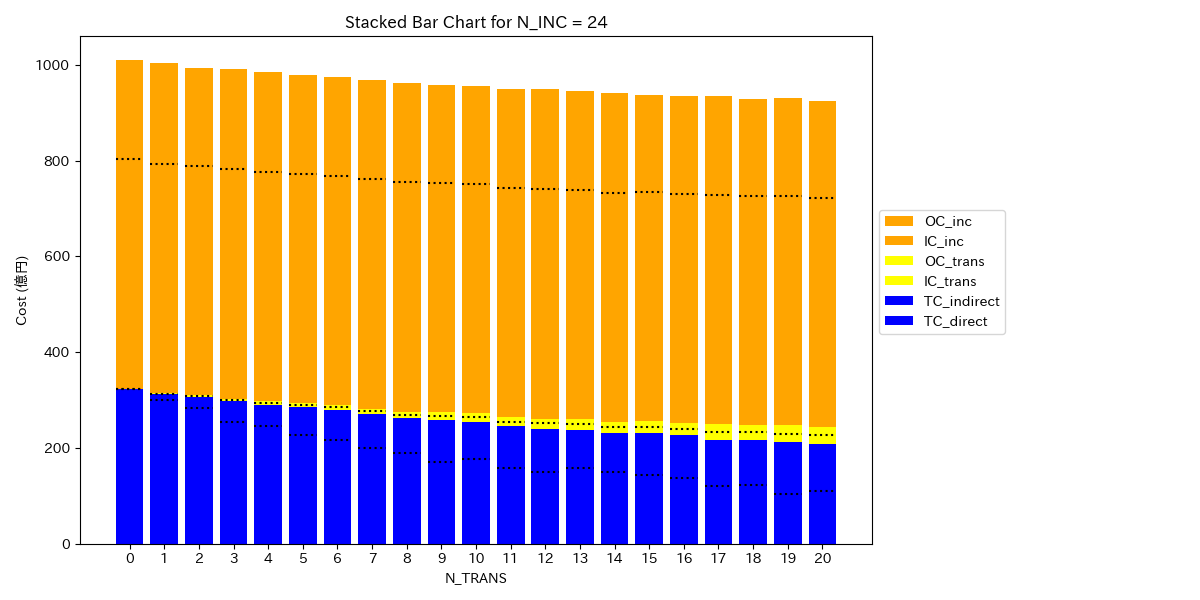 Stacked Bar Chart for N_INC = 24
Cost (億円)
1000
800
600
400
200
0
0 1 2 3 4 5 6 7 8 9 10 11 12 13 14 15 16 17 18 19 20
N_TRANS
OC_inc
IC_inc
OC_trans
IC_trans
TC_indirect
TC_direct